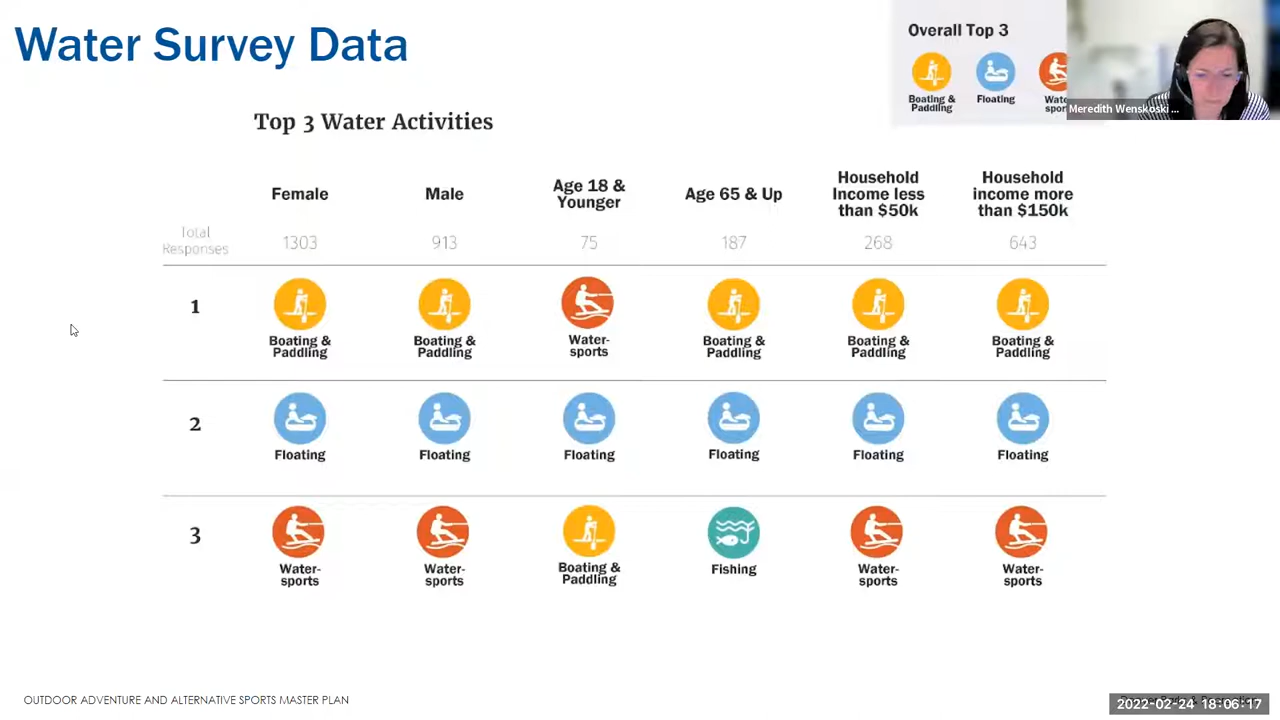 Water Survey Data
Overall Top 3
Boating &
Paddling
Floating
Meredith Wenskoski ...
Top 3 Water Activities
Female
Male
Age 18 &
Younger
Age 65 & Up
Household
Income less
than $50k
Household
income more
than $150k
Total
Responses
1303
913
75
187
268
643
1
Boating &
Paddling
Boating &
Paddling
Water-
sports
Boating &
Paddling
Boating &
Paddling
Boating &
Paddling
2
Floating
Floating
Floating
Floating
Floating
Floating
3
Water-
sports
Water-
sports
Boating &
Paddling
Fishing
Water-
sports
Water-
sports
OUTDOOR ADVENTURE AND ALTERNATIVE SPORTS MASTER PLAN
2022-02-24 18:06:17